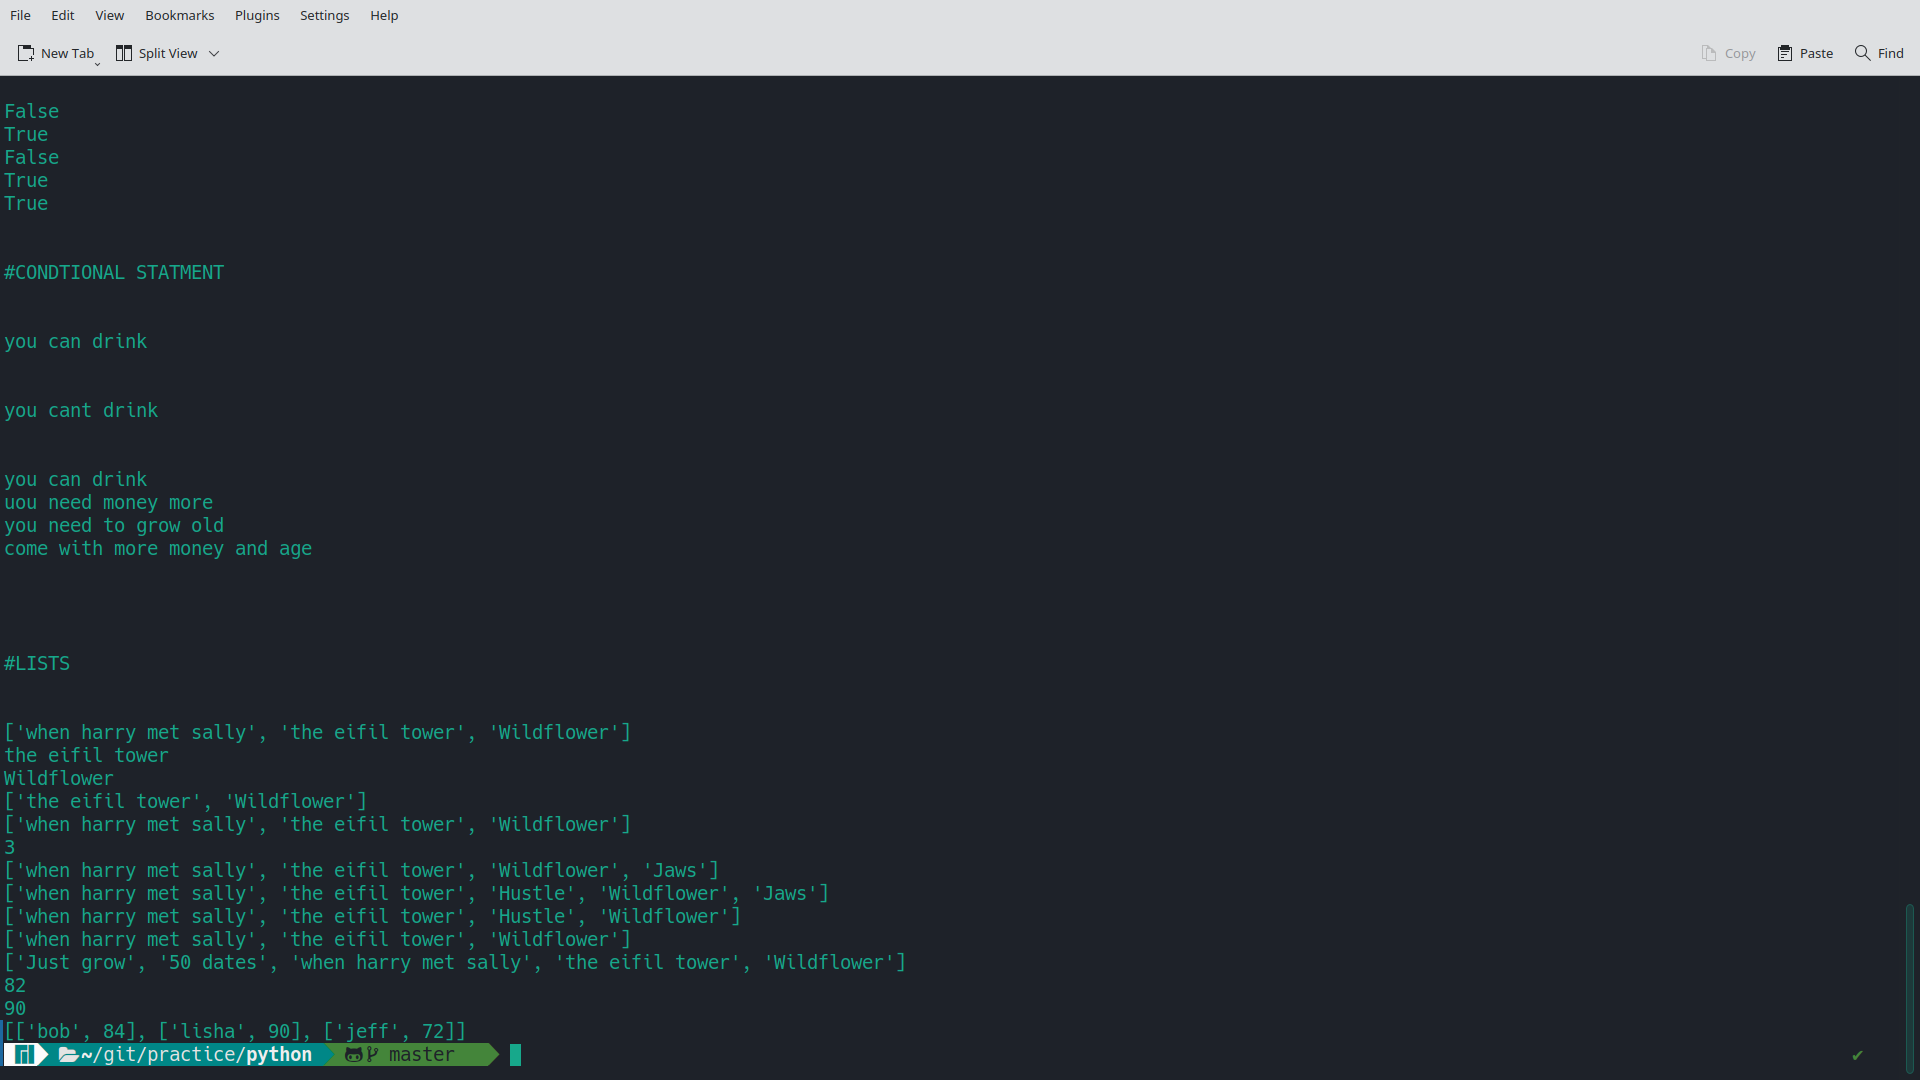 File Edit View Bookmarks Plugins Settings Help
New Tab Split View Copy Paste Find
False
True
False
True
True
#CONDTIONAL STATMENT
you can drink
you cant drink
you can drink
uou need money more
you need to grow old
come with more money and age
#LISTS
['when harry met sally', 'the eifil tower', 'Wildflower']
the eifil tower
Wildflower
['the eifil tower', 'Wildflower']
['when harry met sally', 'the eifil tower', 'Wildflower']
3
['when harry met sally', 'the eifil tower', 'Wildflower', 'Jaws']
['when harry met sally', 'the eifil tower', 'Hustle', 'Wildflower', 'Jaws']
['when harry met sally', 'the eifil tower', 'Hustle', 'Wildflower']
['when harry met sally', 'the eifil tower', 'Wildflower']
['Just grow', '50 dates', 'when harry met sally', 'the eifil tower', 'Wildflower']
82
90
[['bob', 84], ['lisha', 90], ['jeff', 72]]
~/git/practice/python master ✔